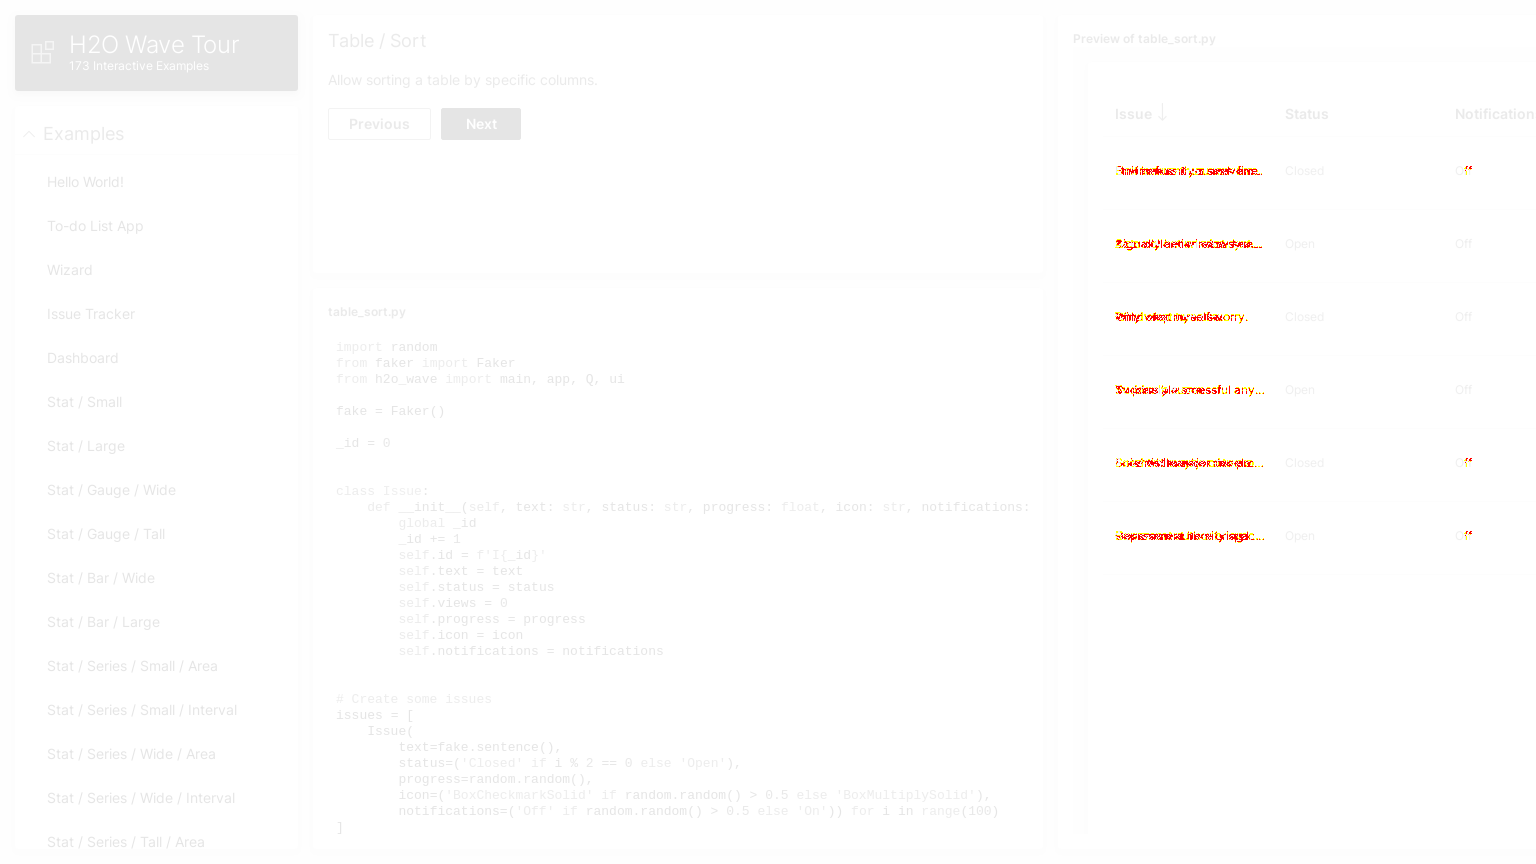 H2O Wave Tour
173 Interactive Examples
Examples
Hello World!
To-do List App
Wizard
Issue Tracker
Dashboard
Stat / Small
Stat / Large
Stat / Gauge / Wide
Stat / Gauge / Tall
Stat / Bar / Wide
Stat / Bar / Large
Stat / Series / Small / Area
Stat / Series / Small / Interval
Stat / Series / Wide / Area
Stat / Series / Wide / Interval
Stat / Series / Tall / Area
Table / Sort
Allow sorting a table by specific columns.
Previous
Next
table_sort.py
import random
from faker import Faker
from h2o_wave import main, app, Q, ui
fake = Faker()
_id = 0
class Issue:
def __init__(self, text: str, status: str, progress: float, icon: str, notifications:
global _id
_id += 1
self.id = f'I{_id}'
self.text = text
self.status = status
self.views = 0
self.progress = progress
self.icon = icon
self.notifications = notifications
# Create some issues
issues = [
Issue(
text=fake.sentence(),
status=('Closed' if i % 2 == 0 else 'Open'),
progress=random.random(),
icon=('BoxCheckmarkSolid' if random.random() > 0.5 else 'BoxMultiplySolid'),
notifications=('Off' if random.random() > 0.5 else 'On')) for i in range(100)
]
Preview of table_sort.py
Issue Status Notification
Closed
Open Off
Closed Off
Open Off
Closed
Open